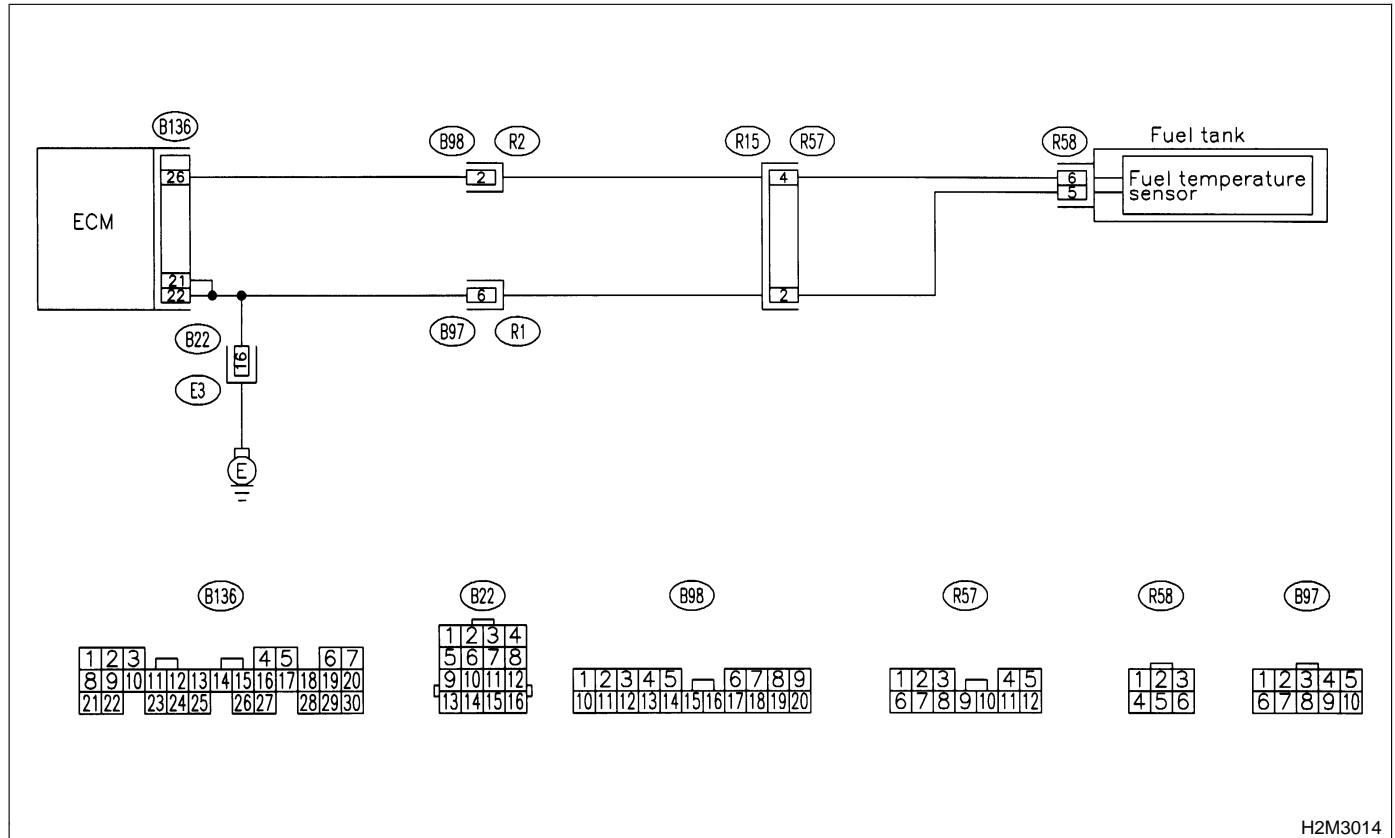 B136
B98 R2
R15 R57
R58
Fuel tank
26
2
4
6
5
Fuel temperature
sensor
ECM
21
22
6
2
B97 R1
B22
16
E3
E
B136
B22
B98
R57
R58
B97
1 2 3 4 5 6 7
8 9 10 11 12 13 14 15 16 17 18 19 20
21 22 23 24 25 26 27 28 29 30
1 2 3 4
5 6 7 8
9 10 11 12
13 14 15 16
1 2 3 4 5 6 7 8 9
10 11 12 13 14 15 16 17 18 19 20
1 2 3 4 5
6 7 8 9 10 11 12
1 2 3
4 5 6
1 2 3 4 5
6 7 8 9 10
H2M3014